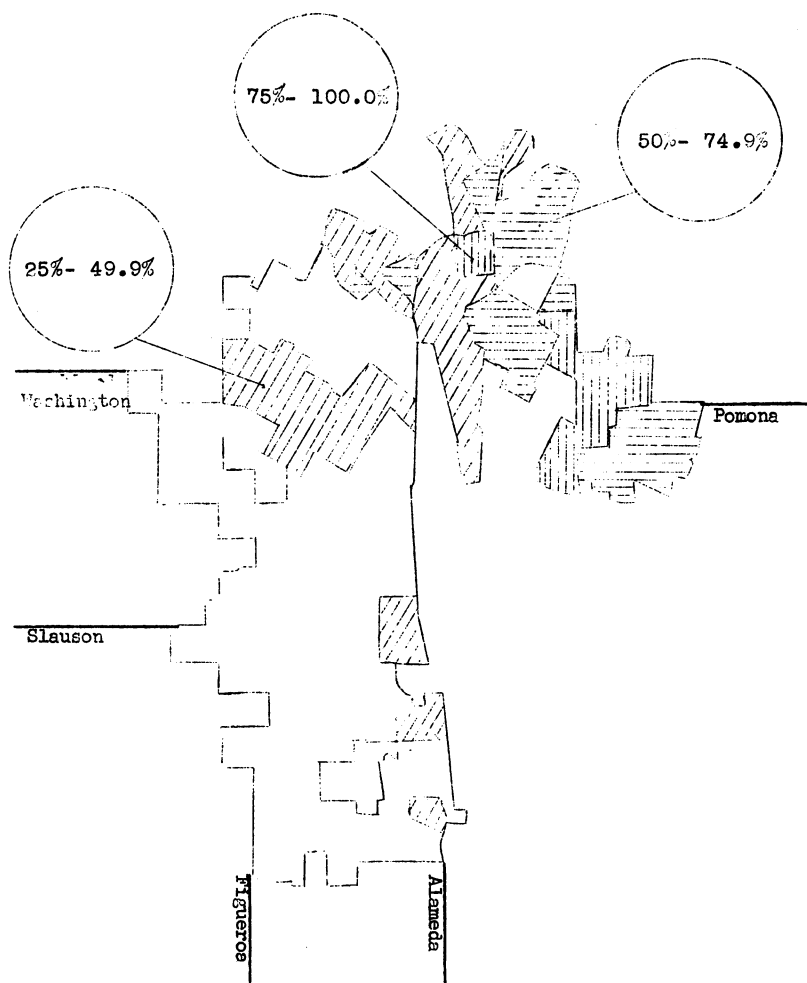 75%- 100.0%
50%- 74.9%
25%- 49.9%
Washington
Pomona
Slauson
Figueroa
Alameda